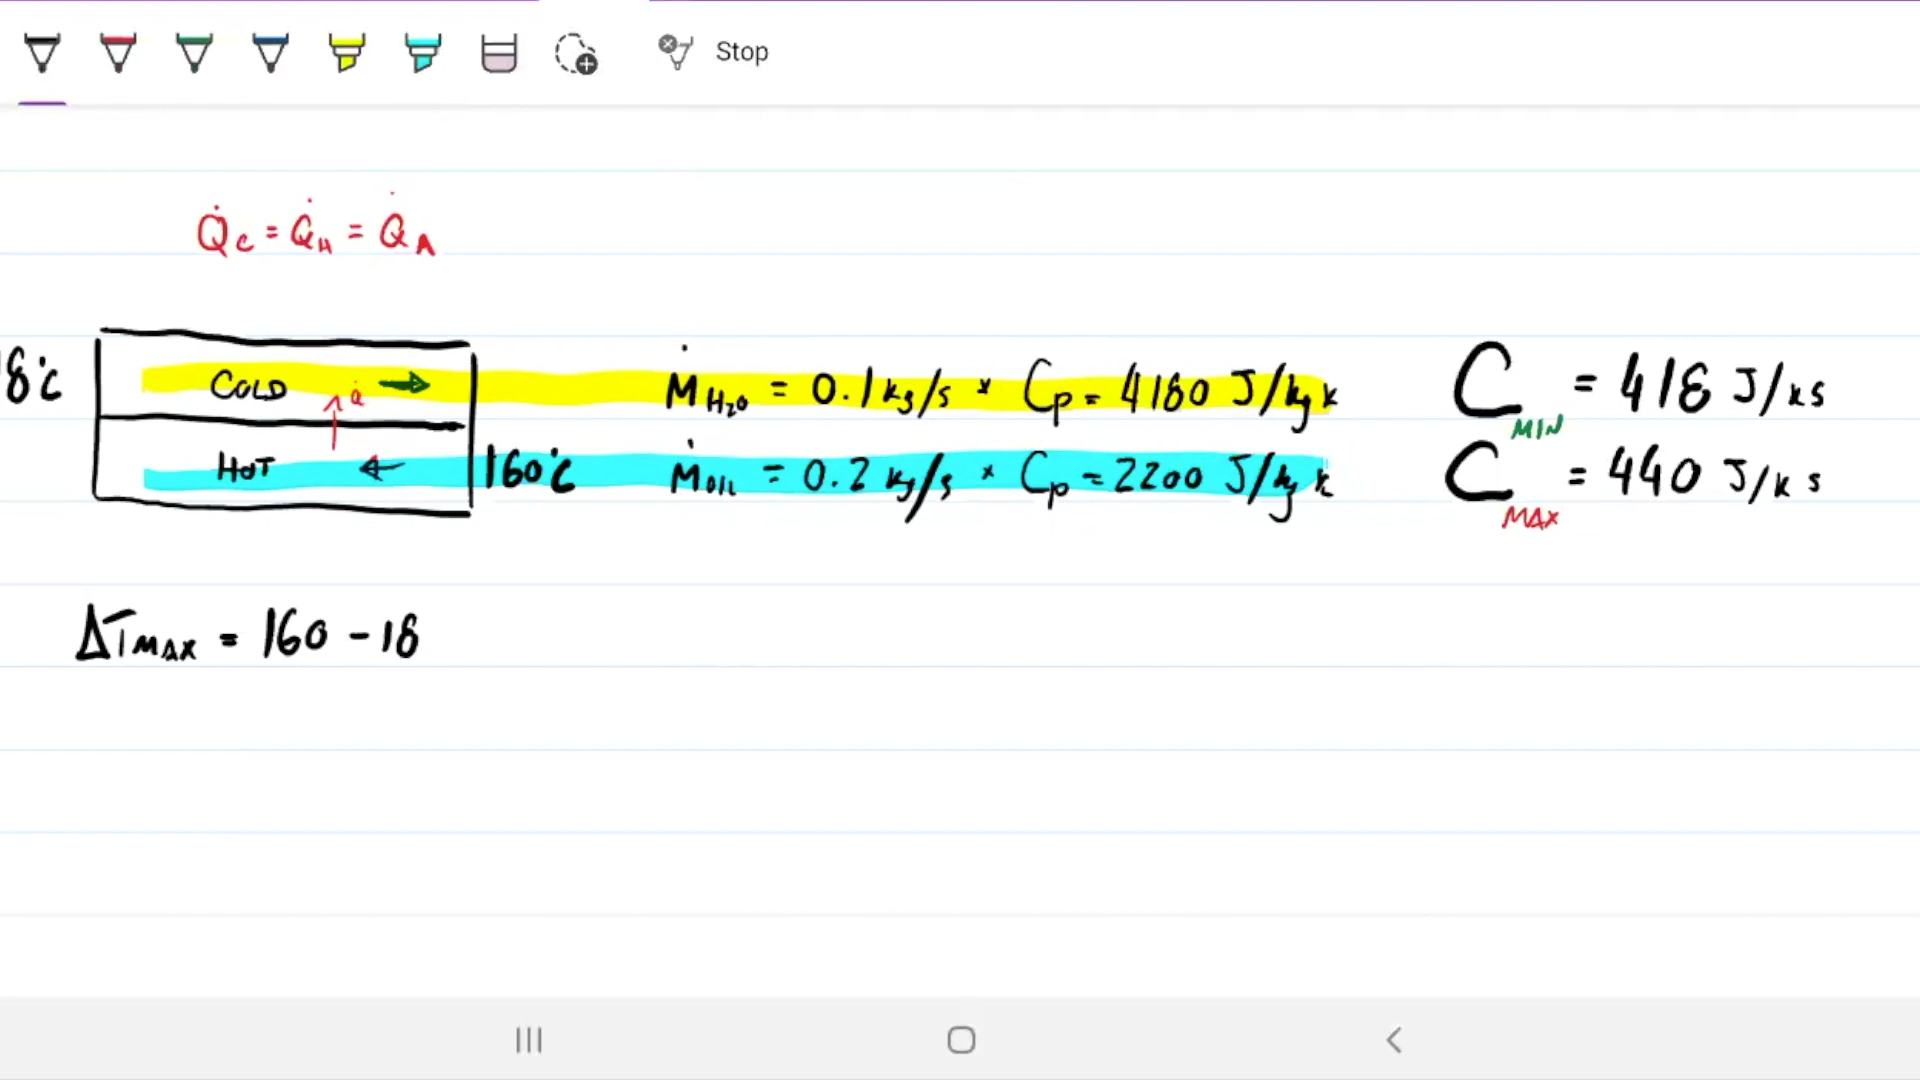 Stop
Q̇C = Q̇H = Q̇A
8°C COLD Q̇ ṀH₂O = 0.1 kg/s * Cp = 4180 J/kg K CMIN = 418 J/Ks
HOT 160°C ṀOIL = 0.2 kg/s * Cp = 2200 J/kg K CMAX = 440 J/K s
ΔTMAX = 160 - 18